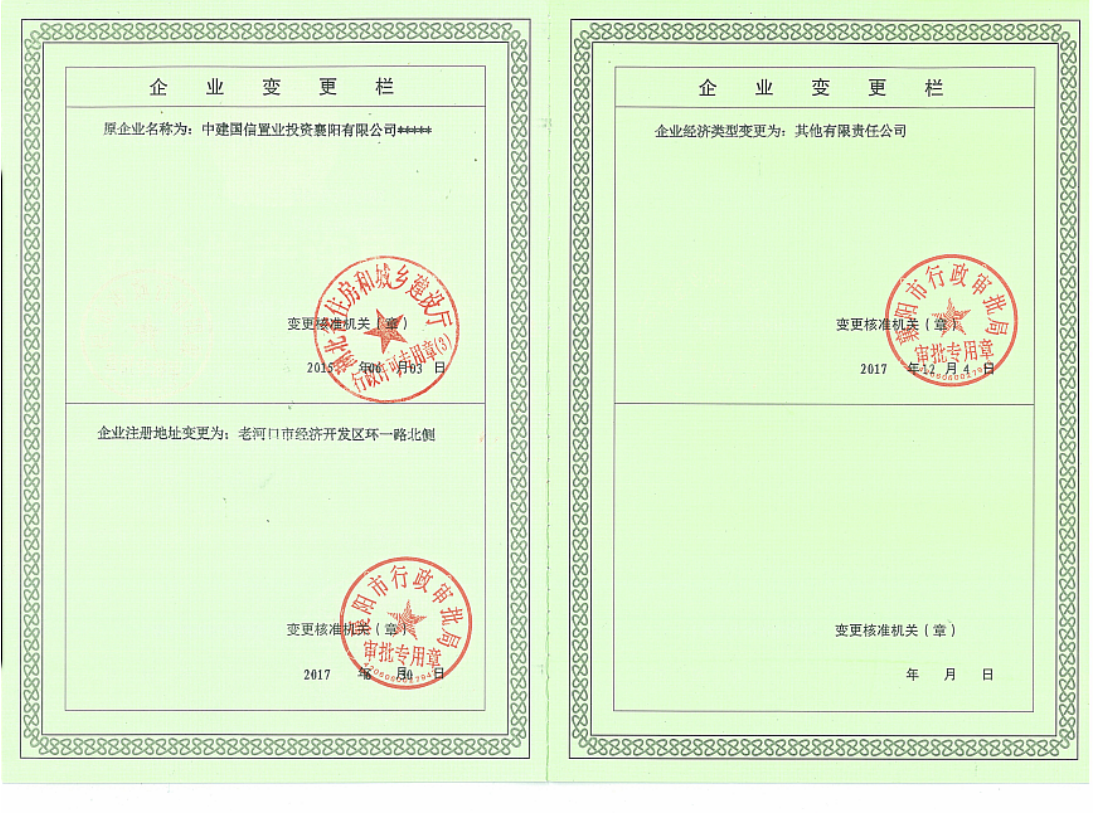 企业变更栏
原企业名称为：中建国信置业投资襄阳有限公司*****
湖北省住房和城乡建设厅
变更核准机关（章）
行政许可专用章(3)
2015 年 月03 日
企业注册地址变更为：老河口市经济开发区环一路北侧
襄阳市行政审批局
变更核准机关（章）
审批专用章
2017 年 月30 日
企业变更栏
企业经济类型变更为：其他有限责任公司
襄阳市行政审批局
变更核准机关（章）
审批专用章
2017 年12 月 4 日
变更核准机关（章）
年 月 日